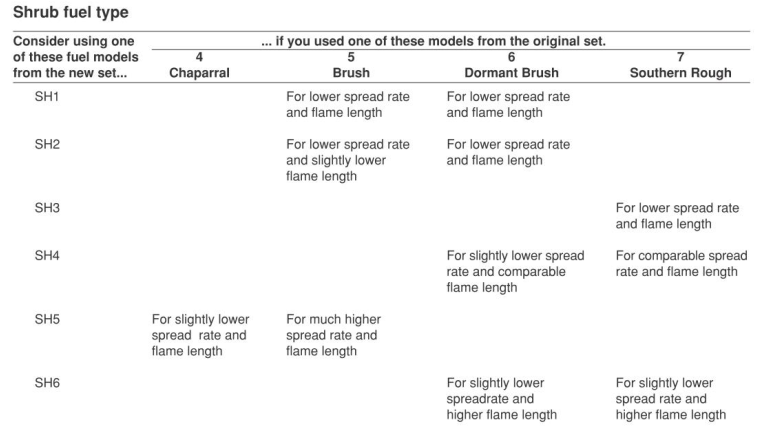 Shrub fuel type
Consider using one ... if you used one of these models from the original set.
of these fuel models 4 5 6 7
from the new set... Chaparral Brush Dormant Brush Southern Rough
SH1 For lower spread rate For lower spread rate
and flame length and flame length
SH2 For lower spread rate For lower spread rate
and slightly lower and flame length
flame length
SH3 For lower spread rate
and flame length
SH4 For slightly lower spread For comparable spread
rate and comparable rate and flame length
flame length
SH5 For slightly lower For much higher
spread rate and spread rate and
flame length flame length
SH6 For slightly lower For slightly lower
spreadrate and spread rate and
higher flame length higher flame length